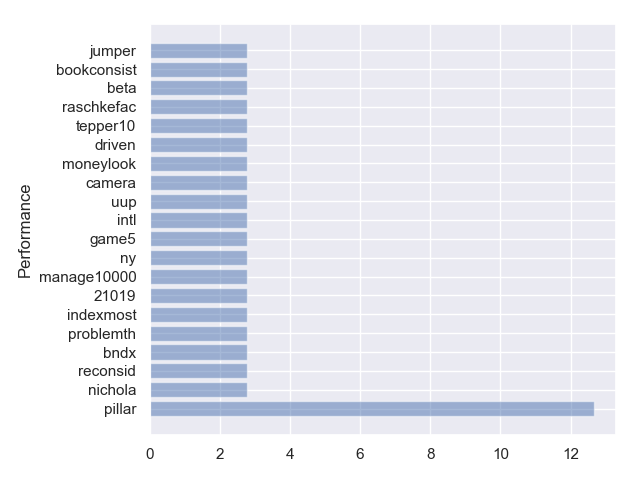 jumper
bookconsist
beta
raschkefac
tepper10
driven
moneylook
camera
uup
intl
game5
ny
manage10000
21019
indexmost
problemth
bndx
reconsid
nichola
pillar
Performance
0 2 4 6 8 10 12